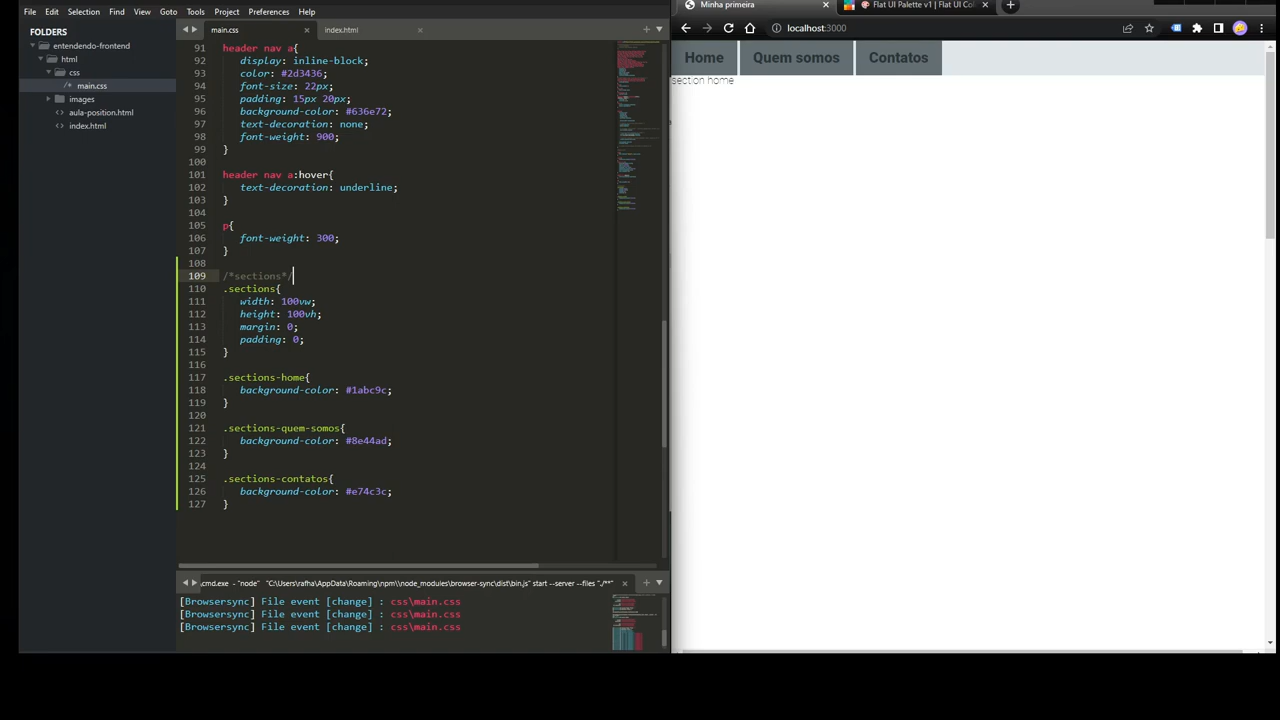 File Edit Selection Find View Goto Tools Project Preferences Help
FOLDERS
entendendo-frontend
html
css
/* main.css
images
<> aula-position.html
<> index.html
main.css × index.html ×
91 header nav a{
92 display: inline-block;
93 color: #2d3436;
94 font-size: 22px;
95 padding: 15px 20px;
96 background-color: #636e72;
97 text-decoration: none;
98 font-weight: 900;
99 }
100
101 header nav a:hover{
102 text-decoration: underline;
103 }
104
105 p{
106 font-weight: 300;
107 }
108
109 /*sections*/
110 .sections{
111 width: 100vw;
112 height: 100vh;
113 margin: 0;
114 padding: 0;
115 }
116
117 .sections-home{
118 background-color: #1abc9c;
119 }
120
121 .sections-quem-somos{
122 background-color: #8e44ad;
123 }
124
125 .sections-contatos{
126 background-color: #e74c3c;
127 }
\cmd.exe - "node" "C:\Users\rafha\AppData\Roaming\npm\\node_modules\browser-sync\dist\bin.js" start --server --files "./**"
[Browsersync] File event [change] : css\main.css
[Browsersync] File event [change] : css\main.css
[Browsersync] File event [change] : css\main.css
Minha primeira
Flat UI Palette v1 | Flat UI Col
localhost:3000
Home Quem somos Contatos
section home